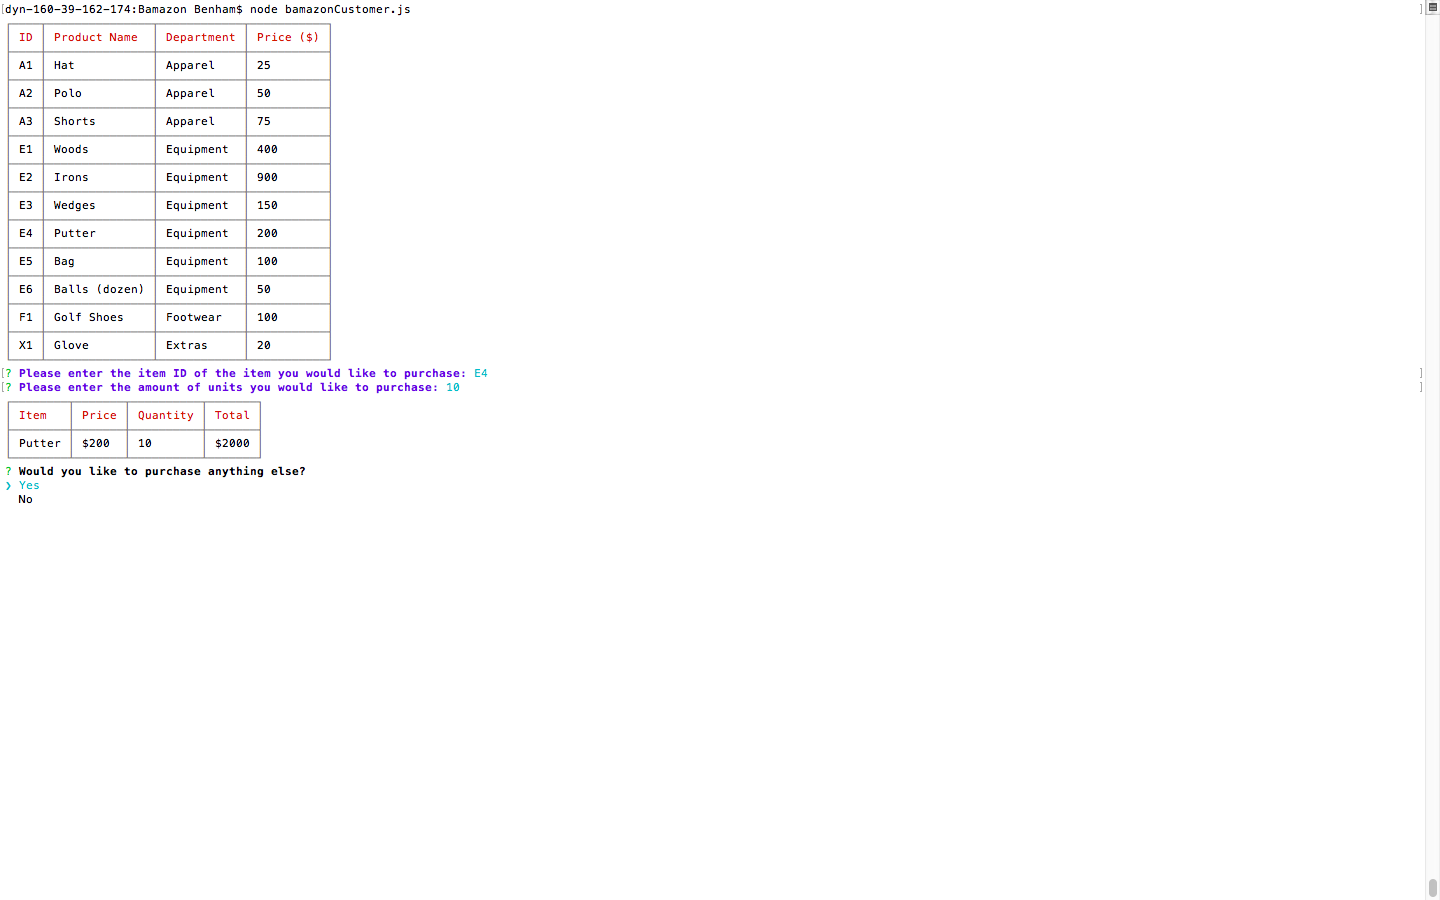 [dyn-160-39-162-174:Bamazon Benham$ node bamazonCustomer.js ]
ID Product Name Department Price ($)
A1 Hat Apparel 25
A2 Polo Apparel 50
A3 Shorts Apparel 75
E1 Woods Equipment 400
E2 Irons Equipment 900
E3 Wedges Equipment 150
E4 Putter Equipment 200
E5 Bag Equipment 100
E6 Balls (dozen) Equipment 50
F1 Golf Shoes Footwear 100
X1 Glove Extras 20
[? Please enter the item ID of the item you would like to purchase: E4 ]
[? Please enter the amount of units you would like to purchase: 10 ]
Item Price Quantity Total
Putter $200 10 $2000
? Would you like to purchase anything else?
❯ Yes
No